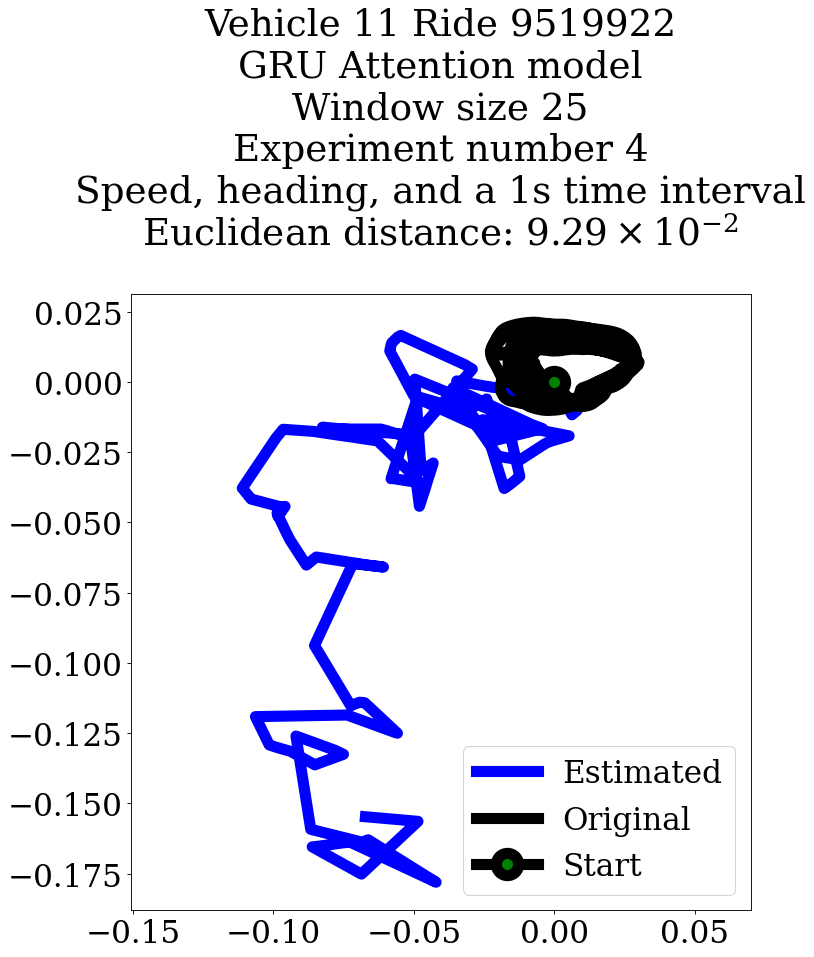 Vehicle 11 Ride 9519922
GRU Attention model
Window size 25
Experiment number 4
Speed, heading, and a 1s time interval
Euclidean distance: 9.29 × 10⁻²
0.025
0.000
−0.025
−0.050
−0.075
−0.100
−0.125
−0.150
−0.175
Estimated
Original
Start
−0.15 −0.10 −0.05 0.00 0.05